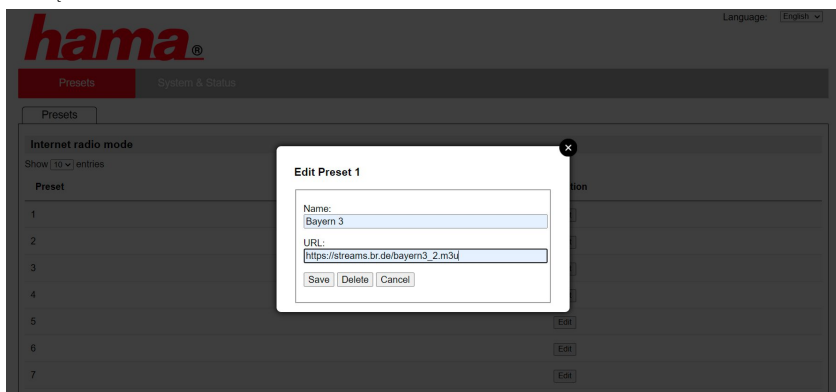 Language: English
hama®
Presets System & Status
Presets
Internet radio mode
Show 10 entries
Preset
1
2
3
4
5 Edit
6 Edit
7 Edit
Edit Preset 1
Name:
Bayern 3
URL:
https://streams.br.de/bayern3_2.m3u
Save Delete Cancel